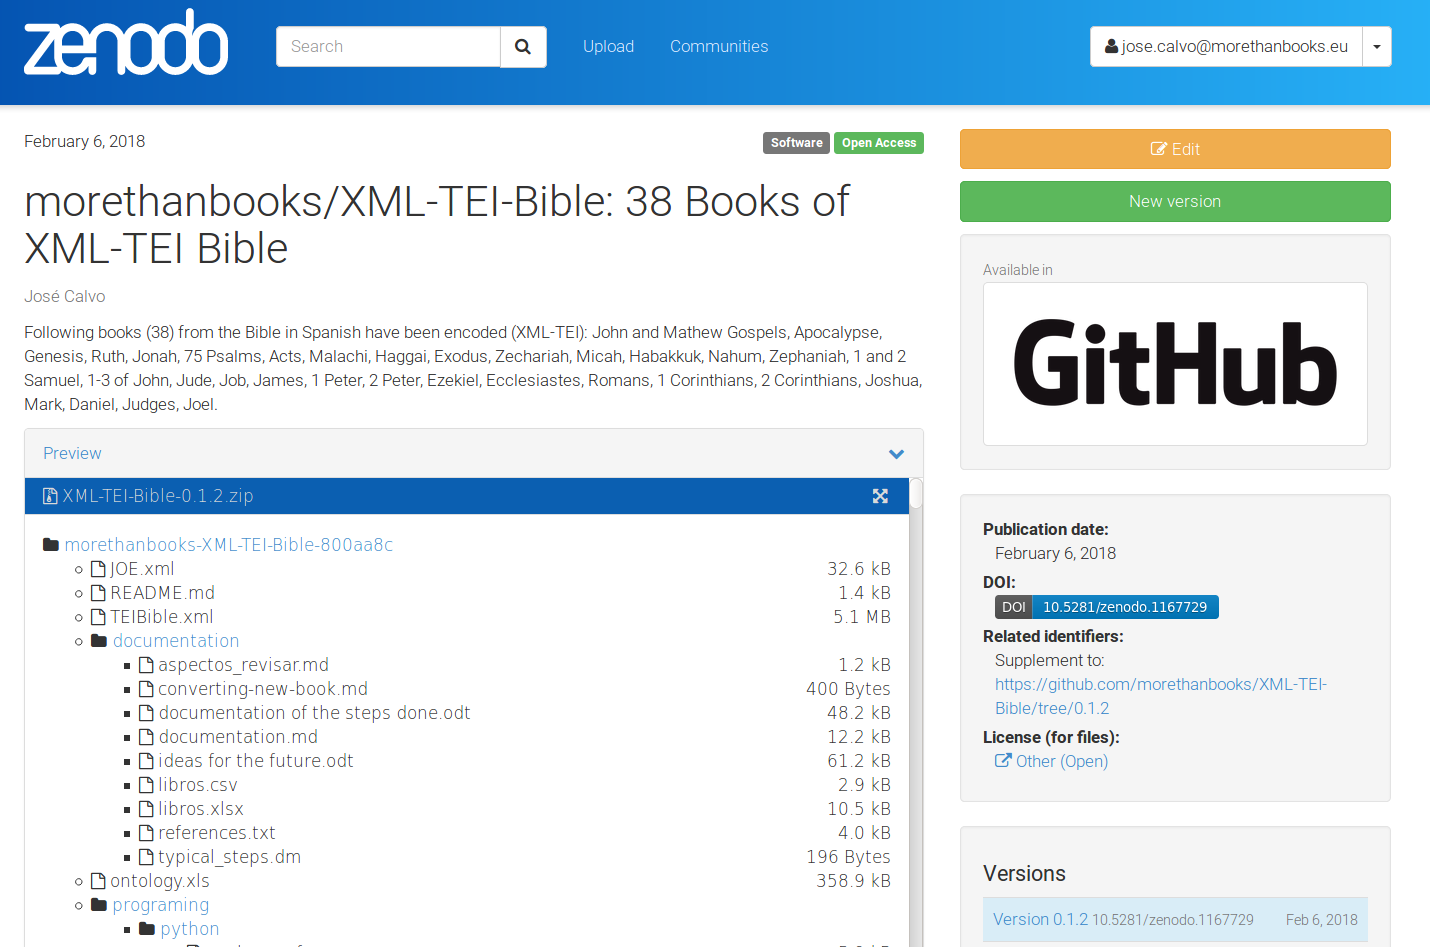 zenodo
Search
Upload
Communities
jose.calvo@morethanbooks.eu
February 6, 2018
Software
Open Access
morethanbooks/XML-TEI-Bible: 38 Books of
XML-TEI Bible
José Calvo
Following books (38) from the Bible in Spanish have been encoded (XML-TEI): John and Mathew Gospels, Apocalypse,
Genesis, Ruth, Jonah, 75 Psalms, Acts, Malachi, Haggai, Exodus, Zechariah, Micah, Habakkuk, Nahum, Zephaniah, 1 and 2
Samuel, 1-3 of John, Jude, Job, James, 1 Peter, 2 Peter, Ezekiel, Ecclesiastes, Romans, 1 Corinthians, 2 Corinthians, Joshua,
Mark, Daniel, Judges, Joel.
Preview
XML-TEI-Bible-0.1.2.zip
morethanbooks-XML-TEI-Bible-800aa8c
JOE.xml 32.6 kB
README.md 1.4 kB
TEIBible.xml 5.1 MB
documentation
aspectos_revisar.md 1.2 kB
converting-new-book.md 400 Bytes
documentation of the steps done.odt 48.2 kB
documentation.md 12.2 kB
ideas for the future.odt 61.2 kB
libros.csv 2.9 kB
libros.xlsx 10.5 kB
references.txt 4.0 kB
typical_steps.dm 196 Bytes
ontology.xls 358.9 kB
programing
python
Edit
New version
Available in
GitHub
Publication date:
February 6, 2018
DOI:
DOI 10.5281/zenodo.1167729
Related identifiers:
Supplement to:
https://github.com/morethanbooks/XML-TEI-
Bible/tree/0.1.2
License (for files):
Other (Open)
Versions
Version 0.1.2 10.5281/zenodo.1167729 Feb 6, 2018